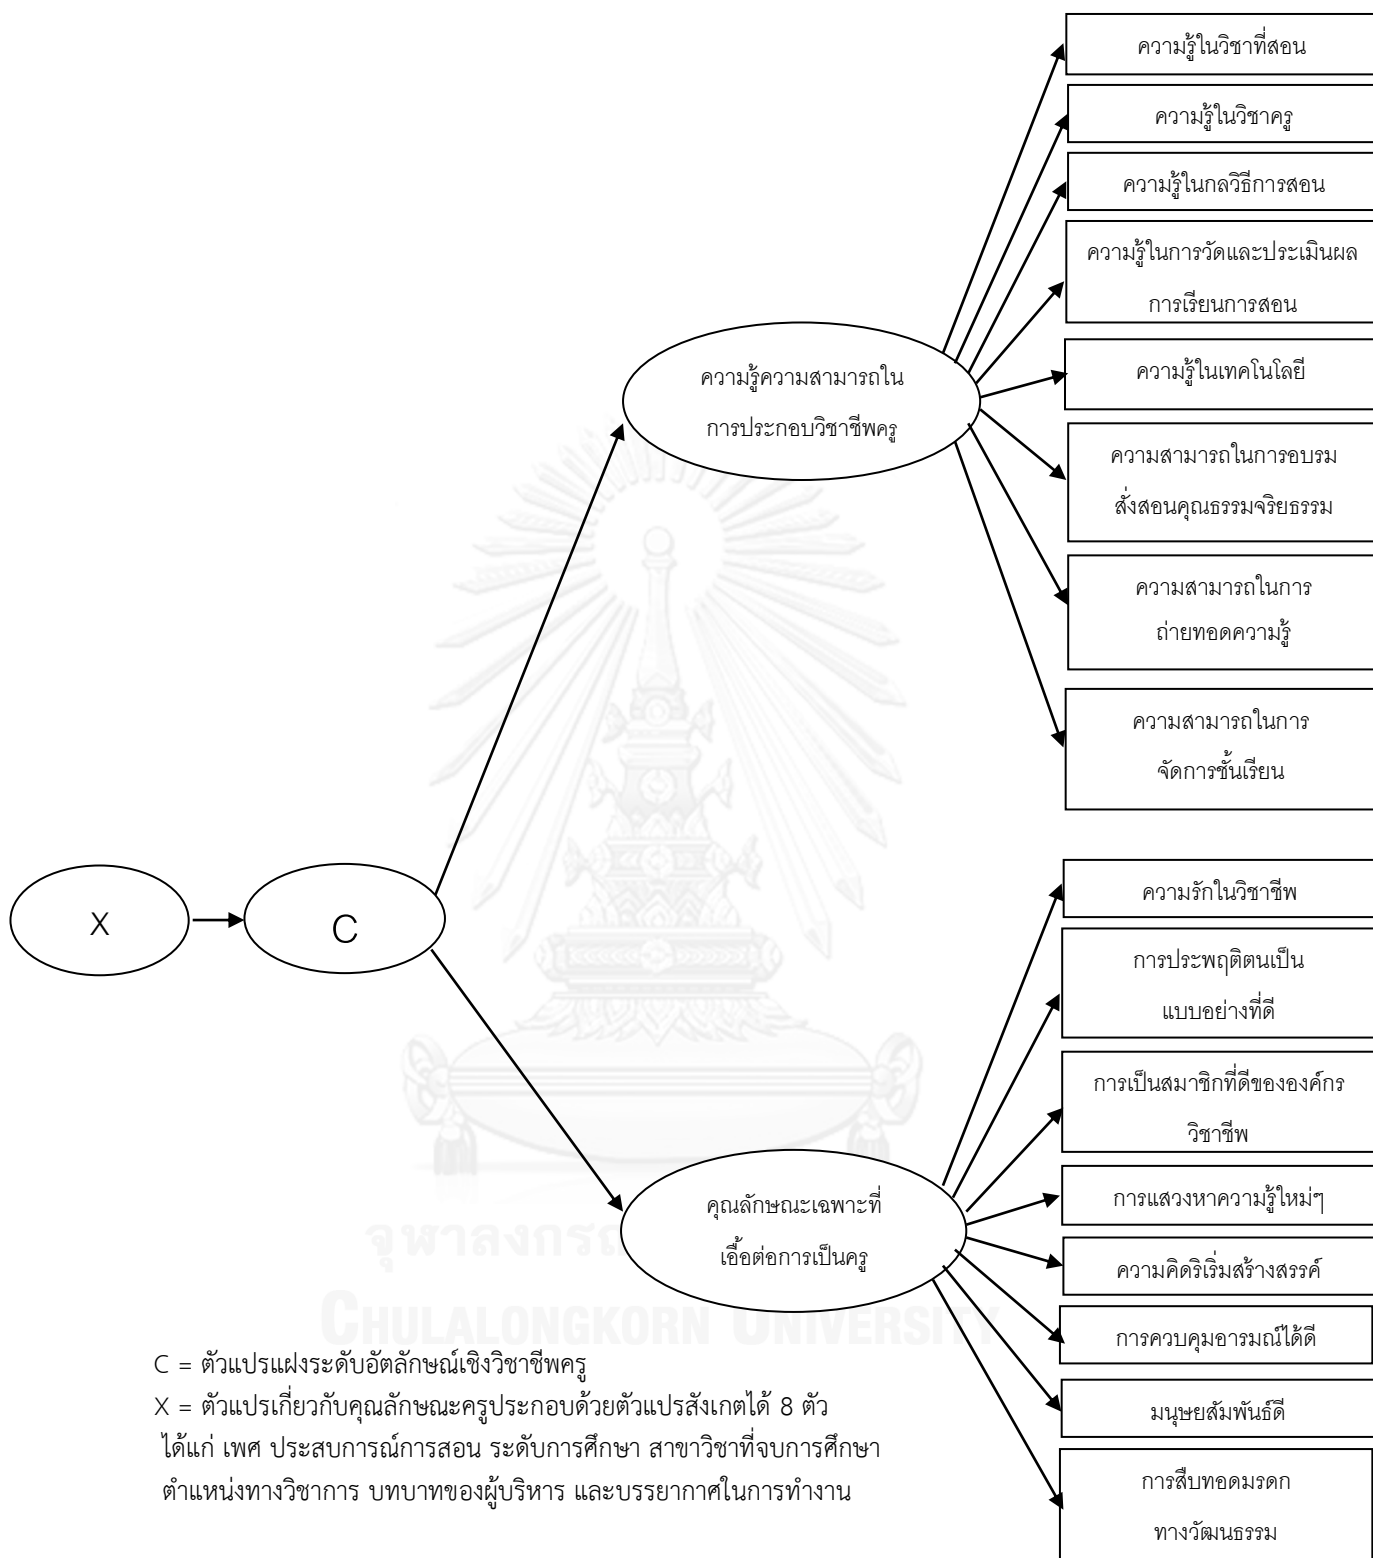 ความรู้ในวิชาที่สอน
ความรู้ในวิชาครู
ความรู้ในกลวิธีการสอน
ความรู้ในการวัดและประเมินผล
การเรียนการสอน
ความรู้ความสามารถใน
การประกอบวิชาชีพครู
ความรู้ในเทคโนโลยี
ความสามารถในการอบรม
สั่งสอนคุณธรรมจริยธรรม
ความสามารถในการ
ถ่ายทอดความรู้
ความสามารถในการ
จัดการชั้นเรียน
X
C
ความรักในวิชาชีพ
การประพฤติตนเป็น
แบบอย่างที่ดี
การเป็นสมาชิกที่ดีขององค์กร
วิชาชีพ
คุณลักษณะเฉพาะที่
เอื้อต่อการเป็นครู
การแสวงหาความรู้ใหม่ๆ
ความคิดริเริ่มสร้างสรรค์
การควบคุมอารมณ์ได้ดี
มนุษยสัมพันธ์ดี
การสืบทอดมรดก
ทางวัฒนธรรม
CHULALONGKORN UNIVERSITY
C = ตัวแปรแฝงระดับอัตลักษณ์เชิงวิชาชีพครู
X = ตัวแปรเกี่ยวกับคุณลักษณะครูประกอบด้วยตัวแปรสังเกตได้ 8 ตัว
ได้แก่ เพศ ประสบการณ์การสอน ระดับการศึกษา สาขาวิชาที่จบการศึกษา
ตำแหน่งทางวิชาการ บทบาทของผู้บริหาร และบรรยากาศในการทำงาน